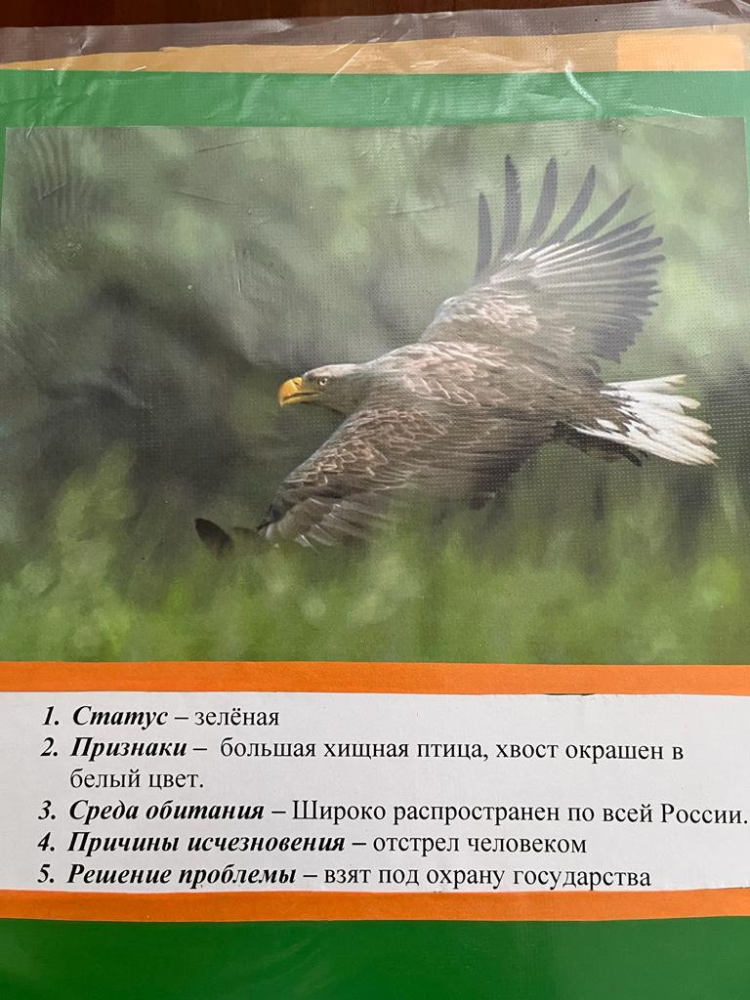 1. Статус – зелёная
2. Признаки – большая хищная птица, хвост окрашен в
белый цвет.
3. Среда обитания – Широко распространен по всей России.
4. Причины исчезновения – отстрел человеком
5. Решение проблемы – взят под охрану государства